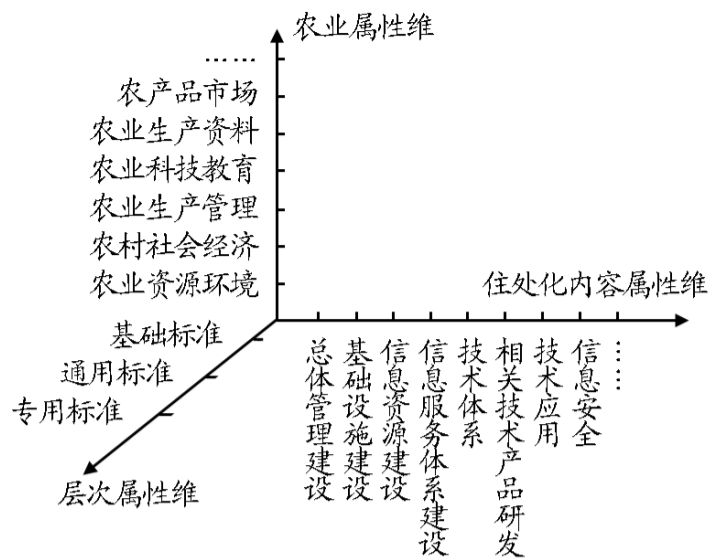 农业属性维
……
农产品市场
农业生产资料
农业科技教育
农业生产管理
农村社会经济
农业资源环境
住处化内容属性维
基础标准
通用标准
专用标准
层次属性维
总体管理建设
基础设施建设
信息资源建设
信息服务体系建设
技术体系
相关技术产品研发
技术应用
信息安全
……